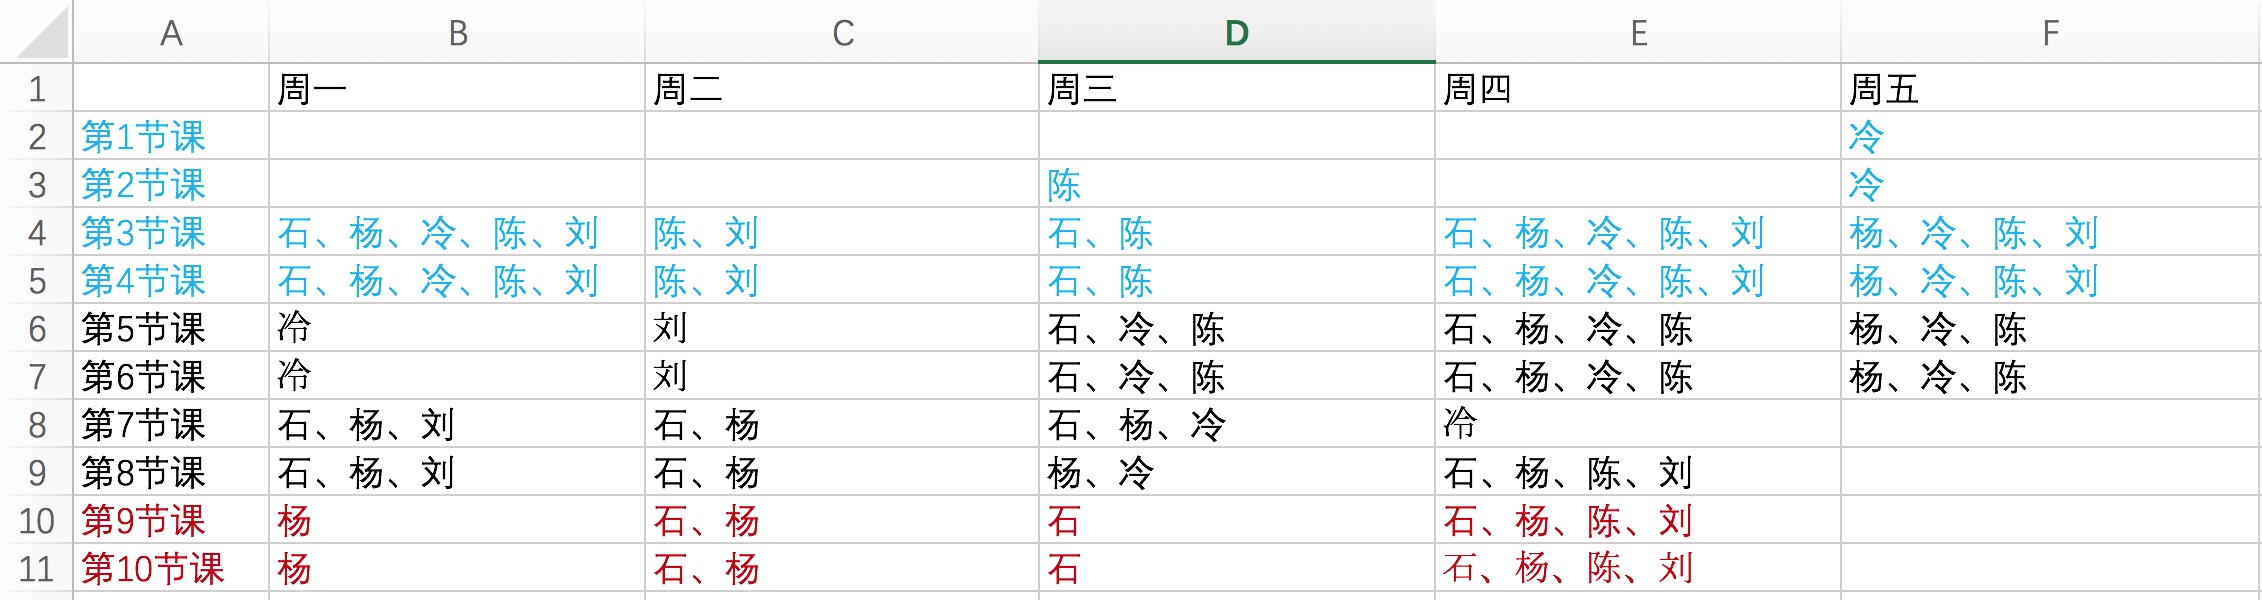 A B C D E F
1 周一 周二 周三 周四 周五
2 第1节课 冷
3 第2节课 陈 冷
4 第3节课 石、杨、冷、陈、刘 陈、刘 石、陈 石、杨、冷、陈、刘 杨、冷、陈、刘
5 第4节课 石、杨、冷、陈、刘 陈、刘 石、陈 石、杨、冷、陈、刘 杨、冷、陈、刘
6 第5节课 冷 刘 石、冷、陈 石、杨、冷、陈 杨、冷、陈
7 第6节课 冷 刘 石、冷、陈 石、杨、冷、陈 杨、冷、陈
8 第7节课 石、杨、刘 石、杨 石、杨、冷 冷
9 第8节课 石、杨、刘 石、杨 杨、冷 石、杨、陈、刘
10 第9节课 杨 石、杨 石 石、杨、陈、刘
11 第10节课 杨 石、杨 石 石、杨、陈、刘